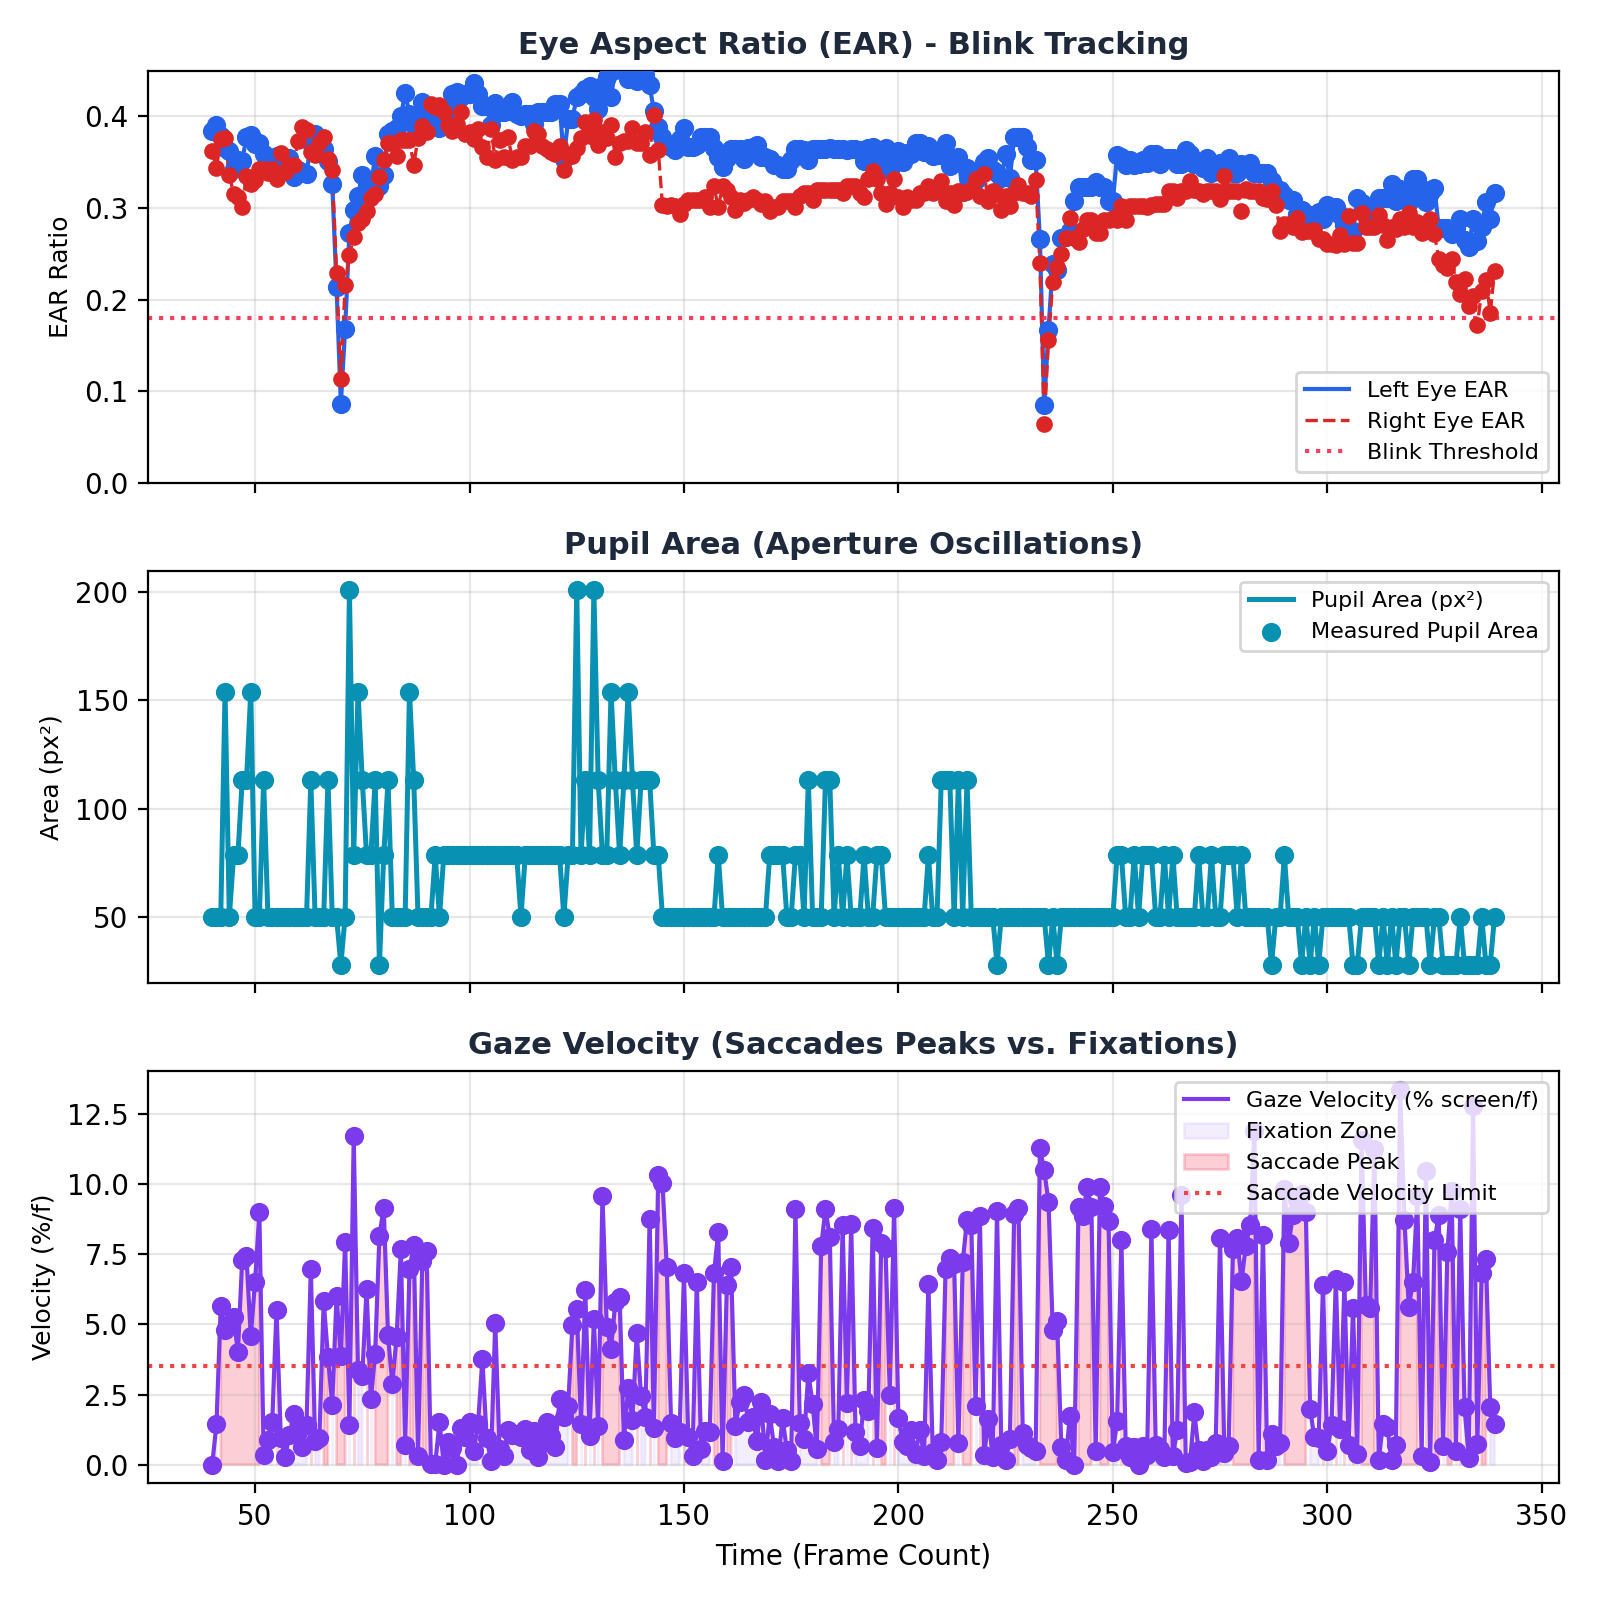 Eye Aspect Ratio (EAR) - Blink Tracking
EAR Ratio
0.4
0.3
0.2
0.1
0.0
Left Eye EAR
Right Eye EAR
Blink Threshold
Pupil Area (Aperture Oscillations)
Area (px²)
200
150
100
50
Pupil Area (px²)
Measured Pupil Area
Gaze Velocity (Saccades Peaks vs. Fixations)
Velocity (%/f)
12.5
10.0
7.5
5.0
2.5
0.0
Gaze Velocity (% screen/f)
Fixation Zone
Saccade Peak
Saccade Velocity Limit
50 100 150 200 250 300 350
Time (Frame Count)